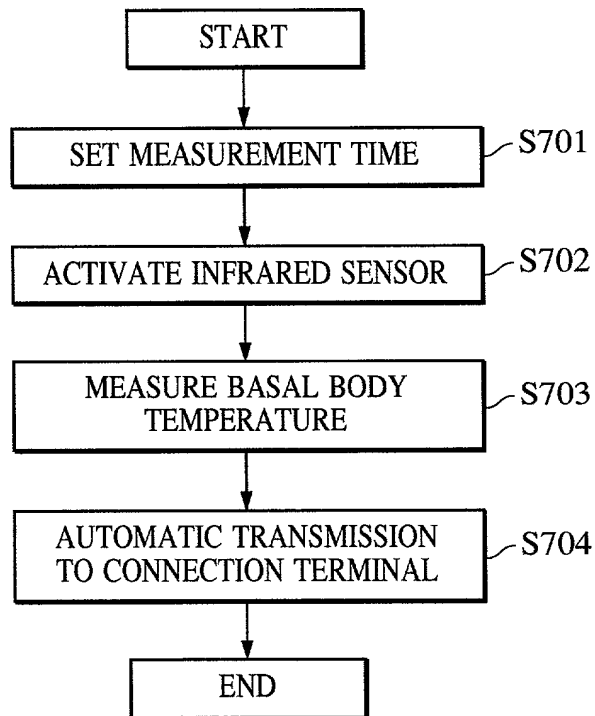 START
SET MEASUREMENT TIME
S701
ACTIVATE INFRARED SENSOR
S702
MEASURE BASAL BODY
TEMPERATURE
S703
AUTOMATIC TRANSMISSION
TO CONNECTION TERMINAL
S704
END